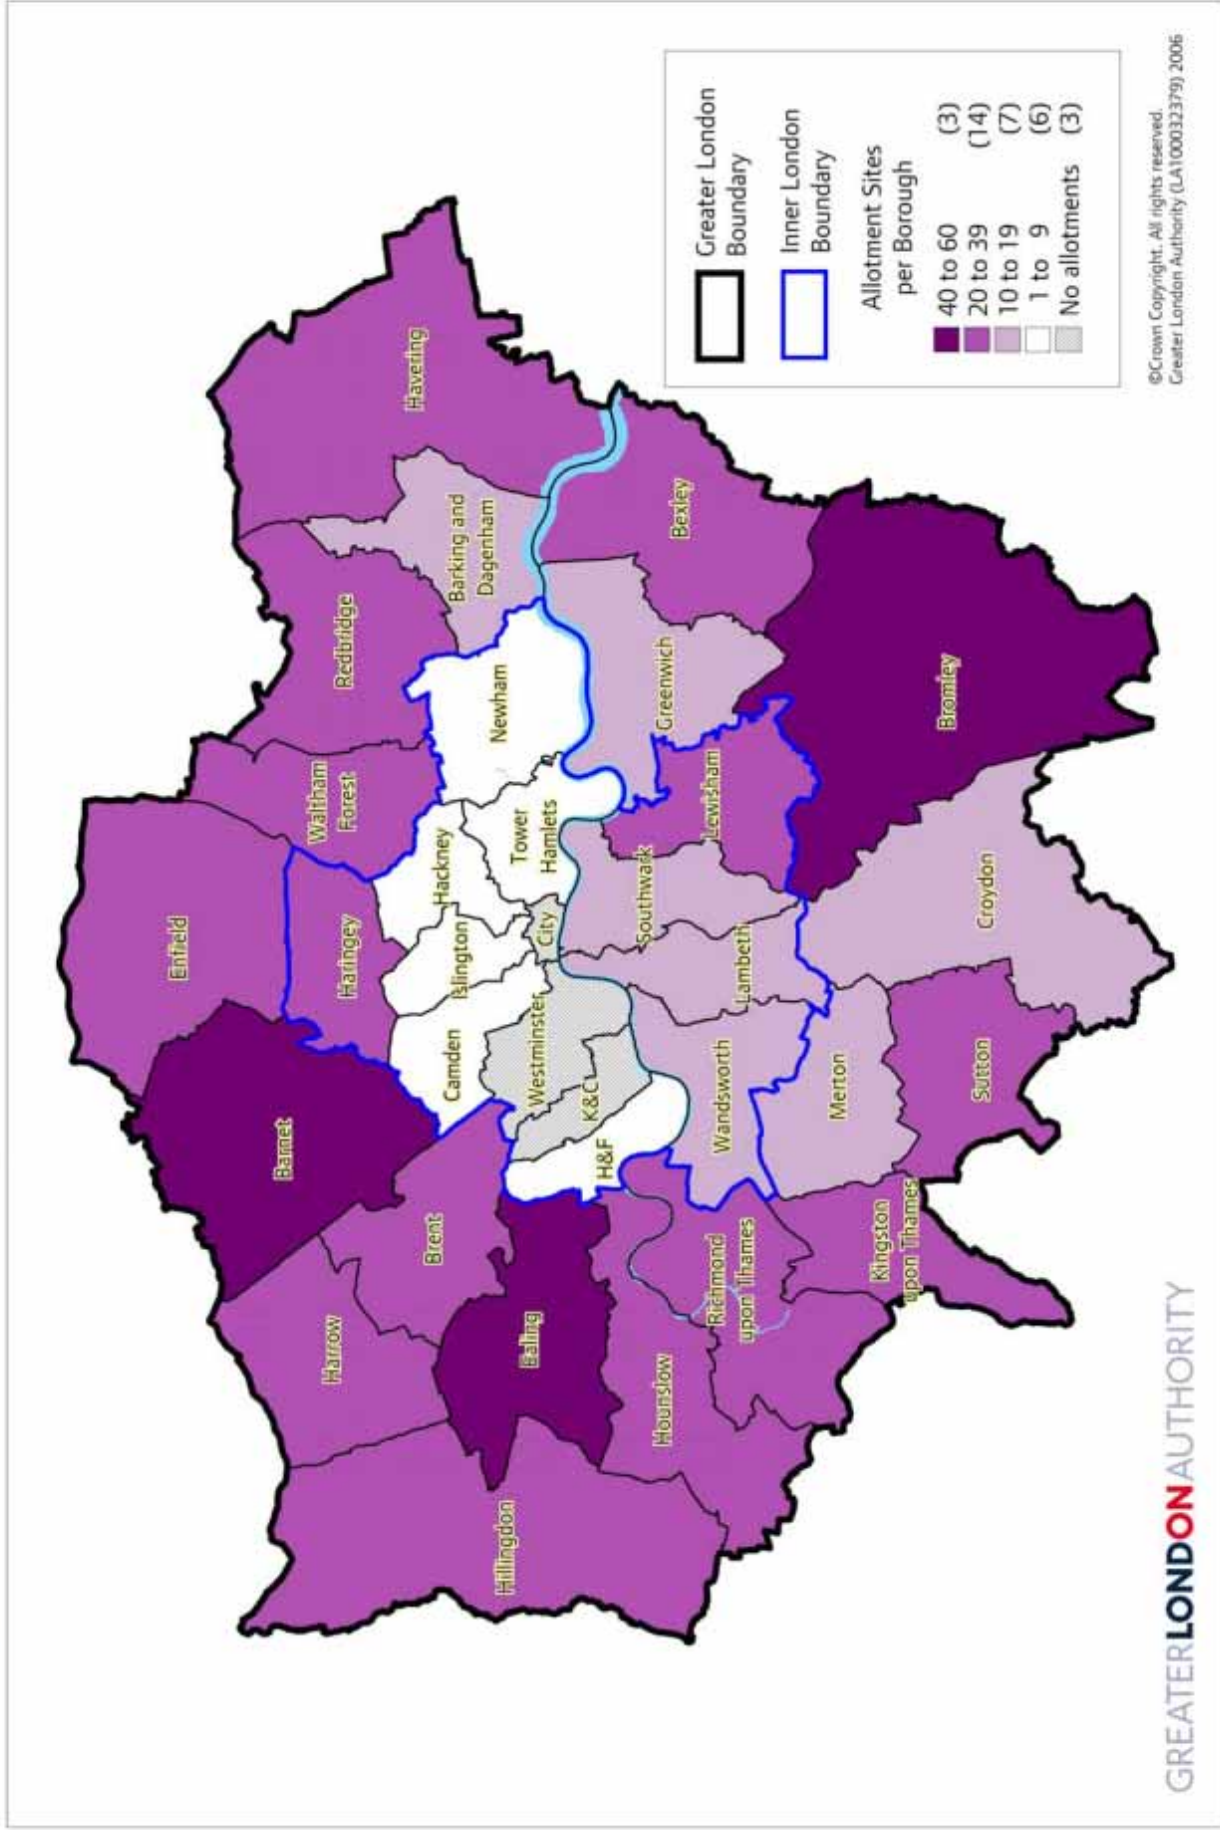 Enfield
Barnet
Haringey
Waltham
Forest
Redbridge
Havering
Harrow
Brent
Camden
Islington
Hackney
Barking and
Dagenham
Newham
Tower
Hamlets
City
Westminster
K&C
H&F
Ealing
Hillingdon
Hounslow
Richmond
upon Thames
Wandsworth
Lambeth
Southwark
Lewisham
Greenwich
Bexley
Kingston
upon Thames
Merton
Sutton
Croydon
Bromley
Greater London
Boundary
Inner London
Boundary
Allotment Sites
per Borough
40 to 60 (3)
20 to 39 (14)
10 to 19 (7)
1 to 9 (6)
No allotments (3)
©Crown Copyright. All rights reserved.
Greater London Authority (LA100032379) 2006
GREATERLONDONAUTHORITY